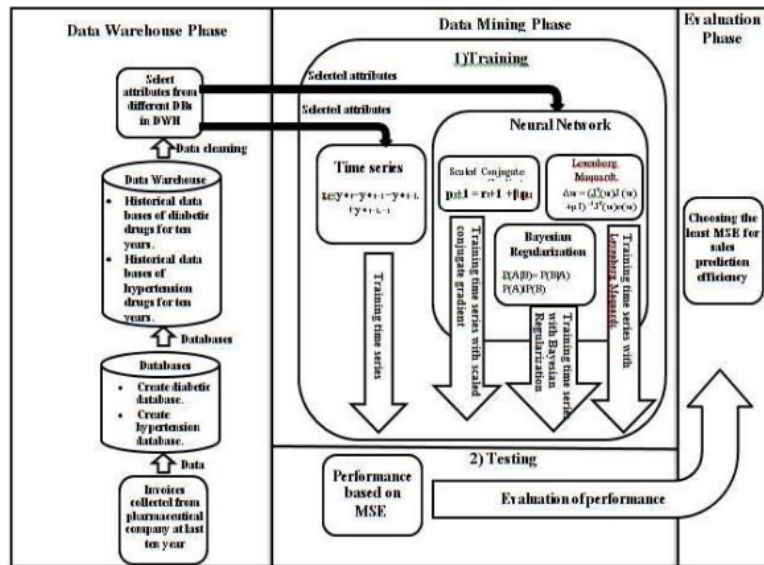 Data Warehouse Phase
Select
attributes from
different DBs
in DWH
Data cleaning
Data Warehouse
• Historical data
bases of diabetic
drugs for ten
years.
• Historical data
bases of
hypertension
drugs for ten
years.
Databases
Databases
• Create diabetic
database.
• Create
hypertension
database.
Data
Invoices
collected from
pharmaceutical
company at last
ten year
Data Mining Phase
1)Training
Selected attributes
Selected attributes
Time series
Training time series
Neural Network
Scaled Conjugate
Training time series with scaled
conjugate gradient
Bayesian
Regularization
P(A|B)= P(B|A)
P(A)/P(B)
Training time series
with Bayesian
Regularization
Levenberg
Maquardt
Training time series with
Levenberg Maquardt
2) Testing
Performance
based on
MSE
Evaluation of performance
Evaluation
Phase
Choosing the
least MSE for
sales
prediction
efficiency